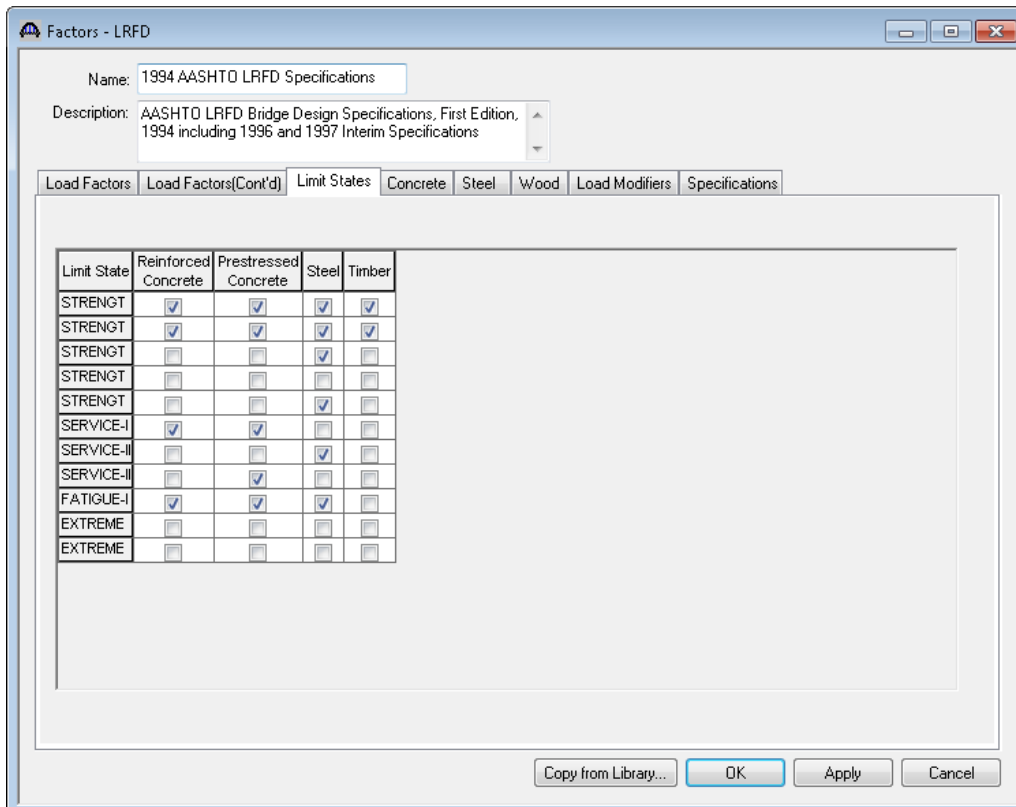 Factors - LRFD
Name: 1994 AASHTO LRFD Specifications
Description: AASHTO LRFD Bridge Design Specifications, First Edition,
1994 including 1996 and 1997 Interim Specifications
Load Factors Load Factors(Cont'd) Limit States Concrete Steel Wood Load Modifiers Specifications
Limit State Reinforced Concrete Prestressed Concrete Steel Timber
STRENGT
STRENGT
STRENGT
STRENGT
STRENGT
SERVICE-I
SERVICE-II
SERVICE-II
FATIGUE-I
EXTREME
EXTREME
Copy from Library... OK Apply Cancel